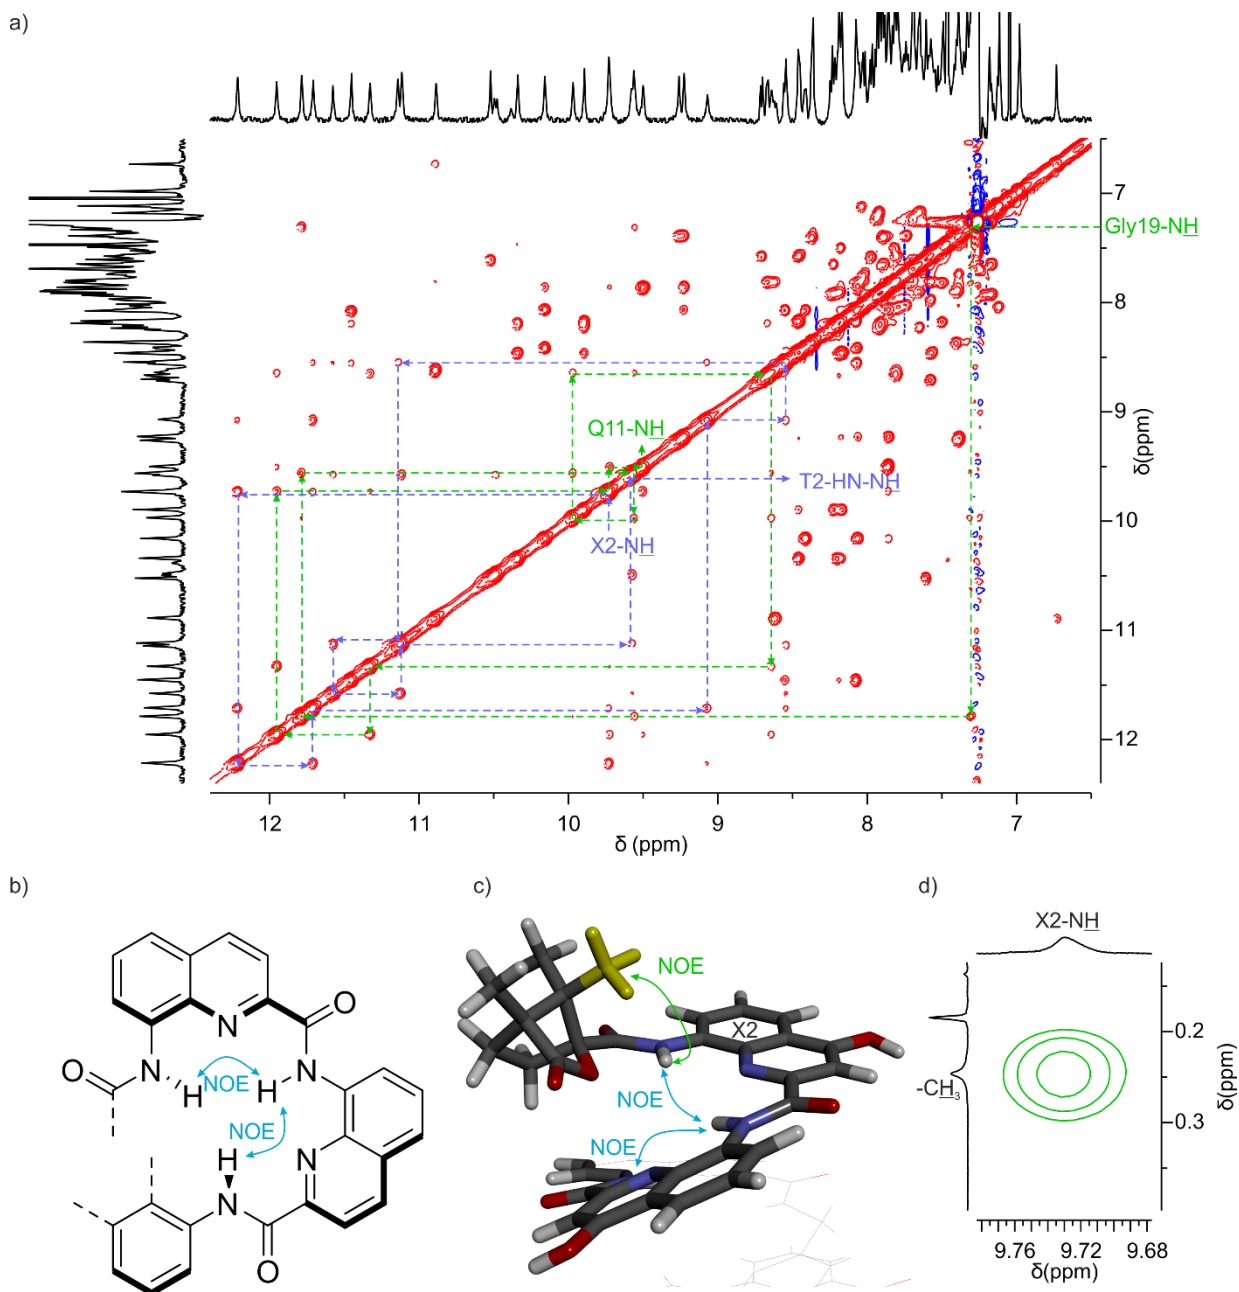 a)
7
Gly19-NH
8
9
Q11-NH
δ(ppm)
T2-HN-NH
10
X2-NH
11
12
12
11
10
9
8
7
δ (ppm)
b)
c)
d)
O
N
N
O
N
H
NOE
H
NOE
H
N
N
O
NOE
X2
NOE
NOE
X2-NH
-CH₃
0.2
0.3
δ(ppm)
9.76
9.72
9.68
δ(ppm)